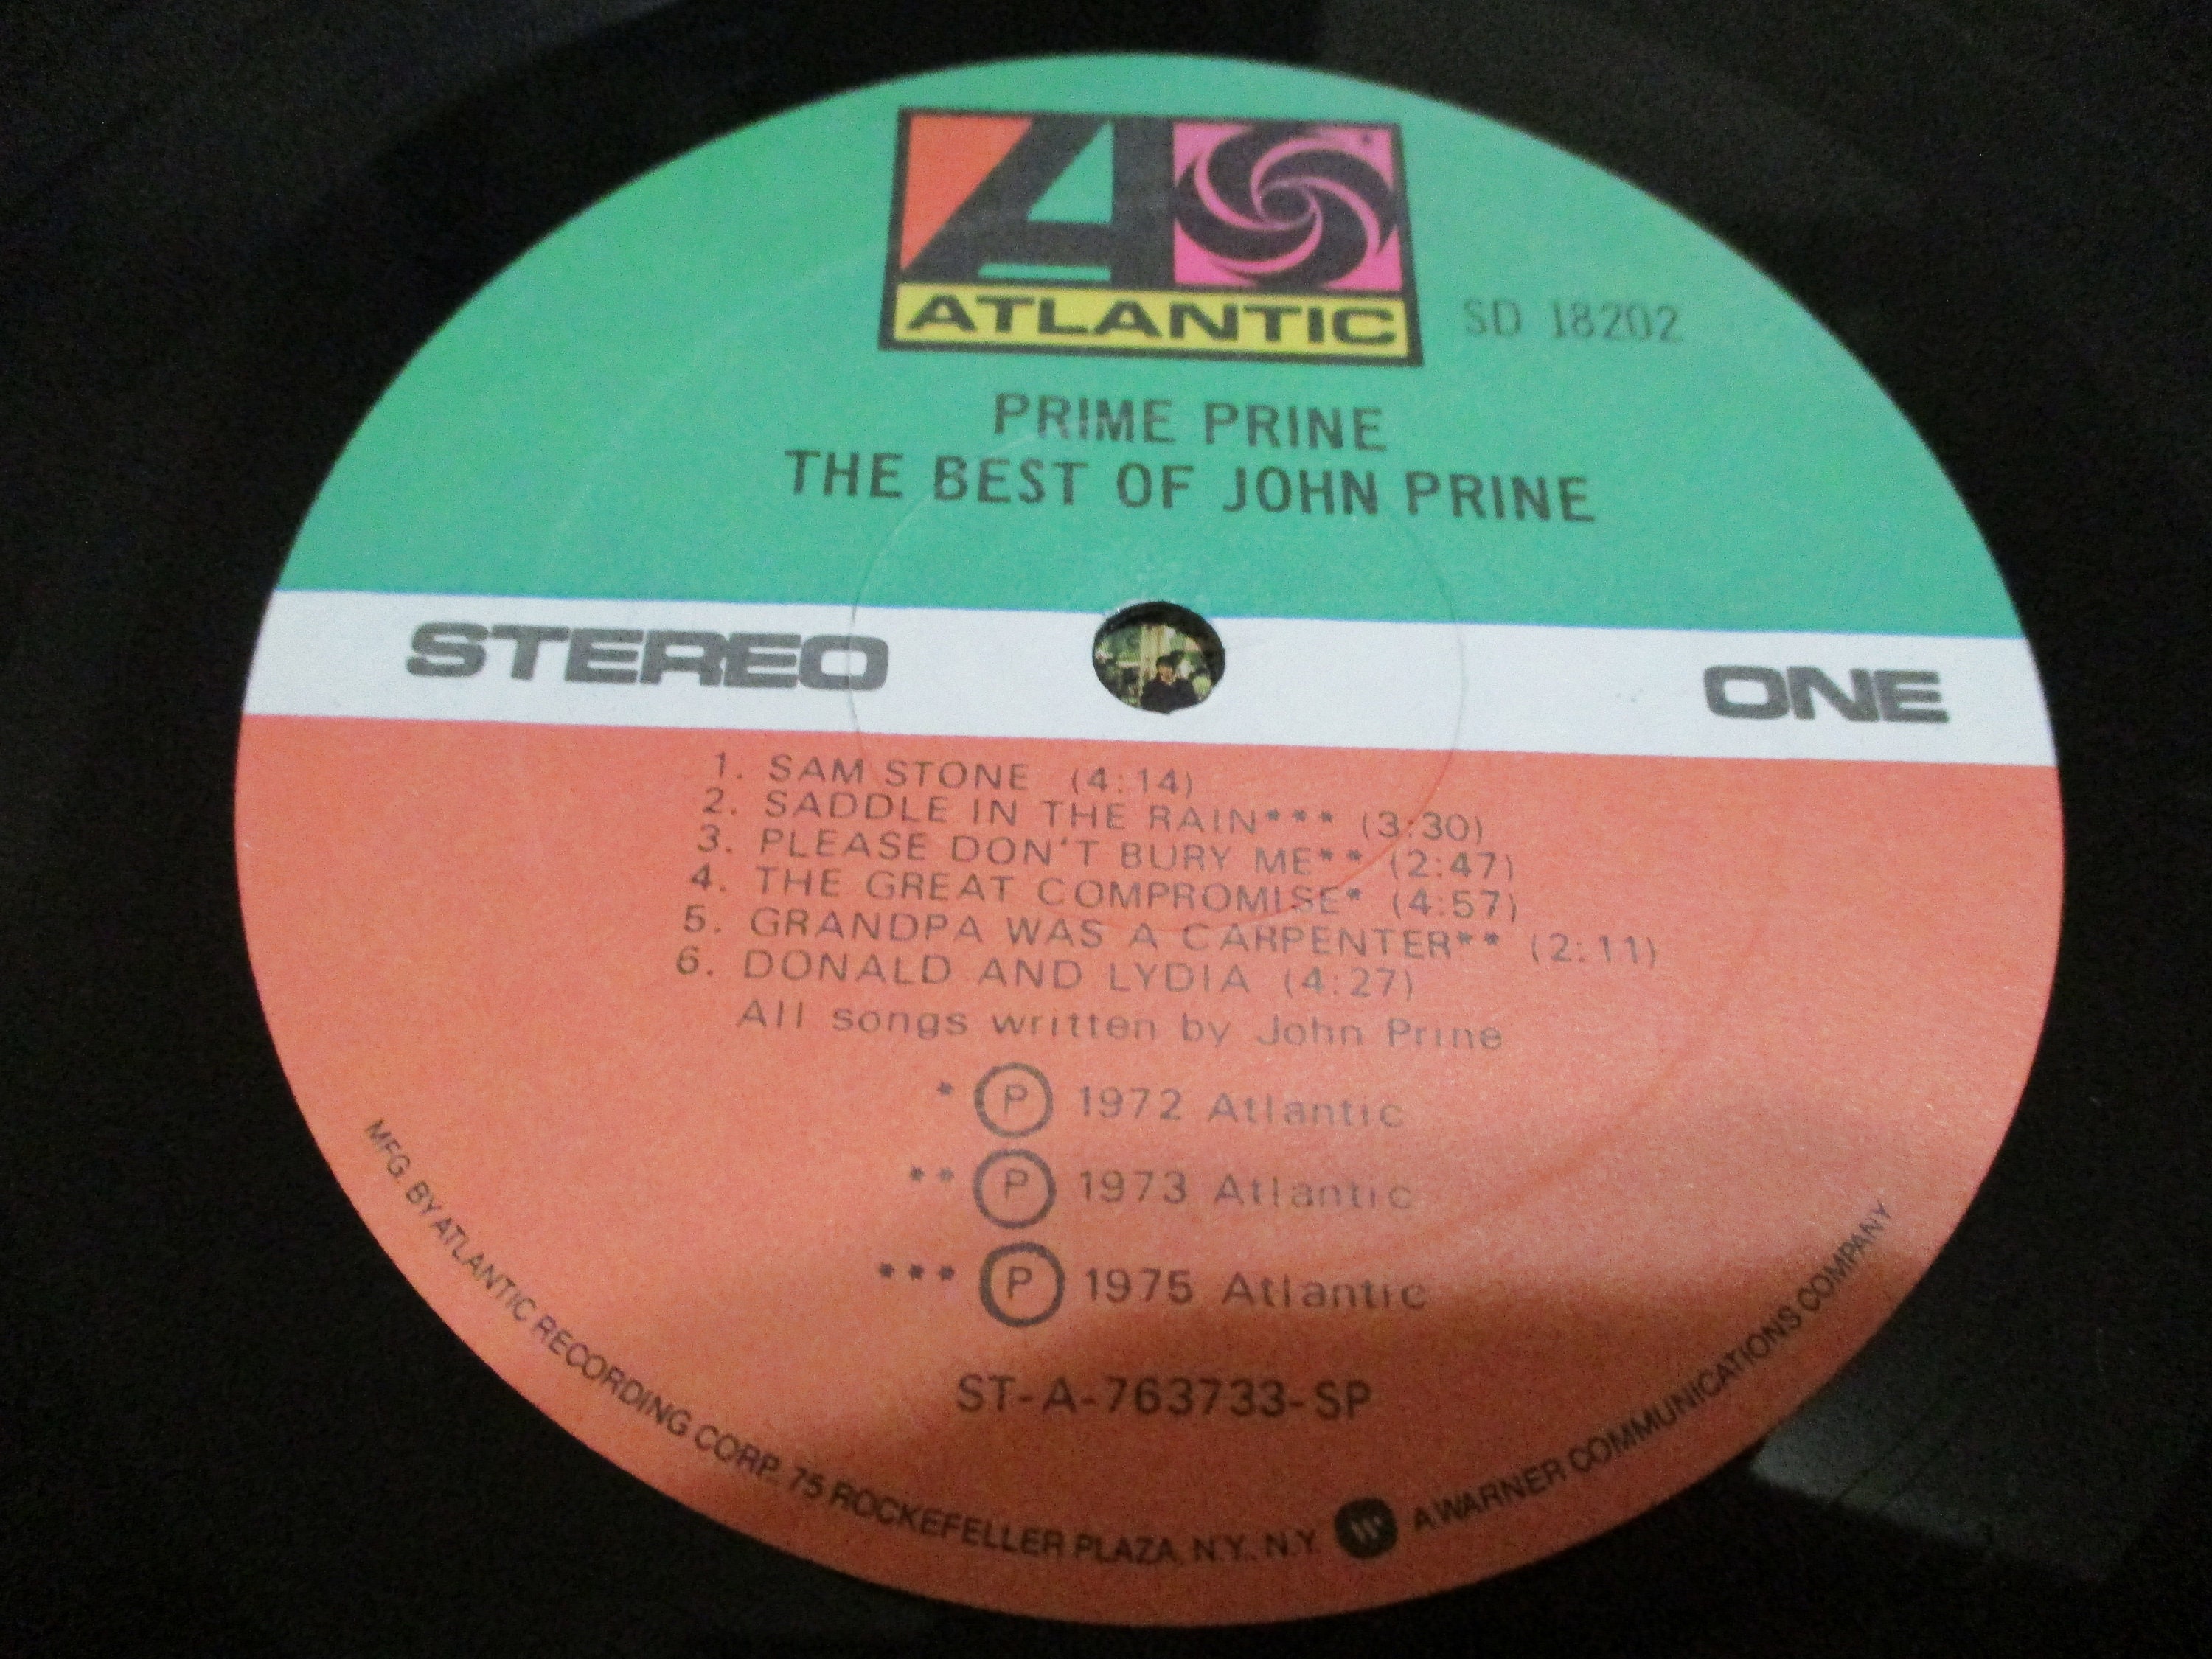 ATLANTIC
SD 18202
PRIME PRINE
THE BEST OF JOHN PRINE
STEREO
ONE
1. SAM STONE (4:14)
2. SADDLE IN THE RAIN*** (3:30)
3. PLEASE DON'T BURY ME** (2:47)
4. THE GREAT COMPROMISE* (4:57)
5. GRANDPA WAS A CARPENTER** (2:11)
6. DONALD AND LYDIA (4:27)
All songs written by John Prine
* Ⓟ 1972 Atlantic
** Ⓟ 1973 Atlantic
*** Ⓟ 1975 Atlantic
ST-A-763733-SP
MFG. BY ATLANTIC RECORDING CORP. 75 ROCKEFELLER PLAZA N.Y., N.Y. W A WARNER COMMUNICATIONS COMPANY